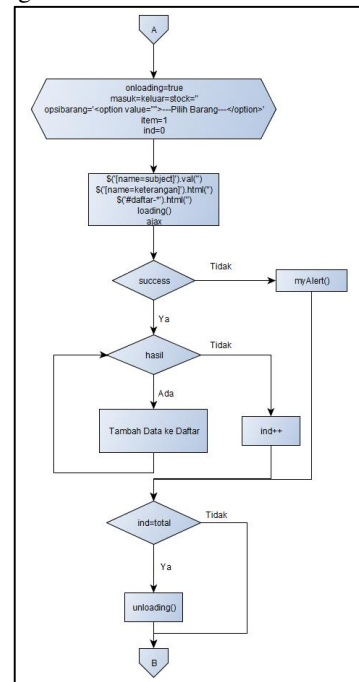 A
onloading=true
masuk=keluar=stock=''
opsibarang='<option value="">---Pilih Barang---</option>'
item=1
ind=0
$('[name=subject]').val('')
$('[name=keterangan]').html('')
$('#daftar-*').html('')
loading()
ajax
success
Tidak
myAlert()
Ya
hasil
Tidak
Ada
Tambah Data ke Daftar
ind++
ind=total
Tidak
Ya
unloading()
B